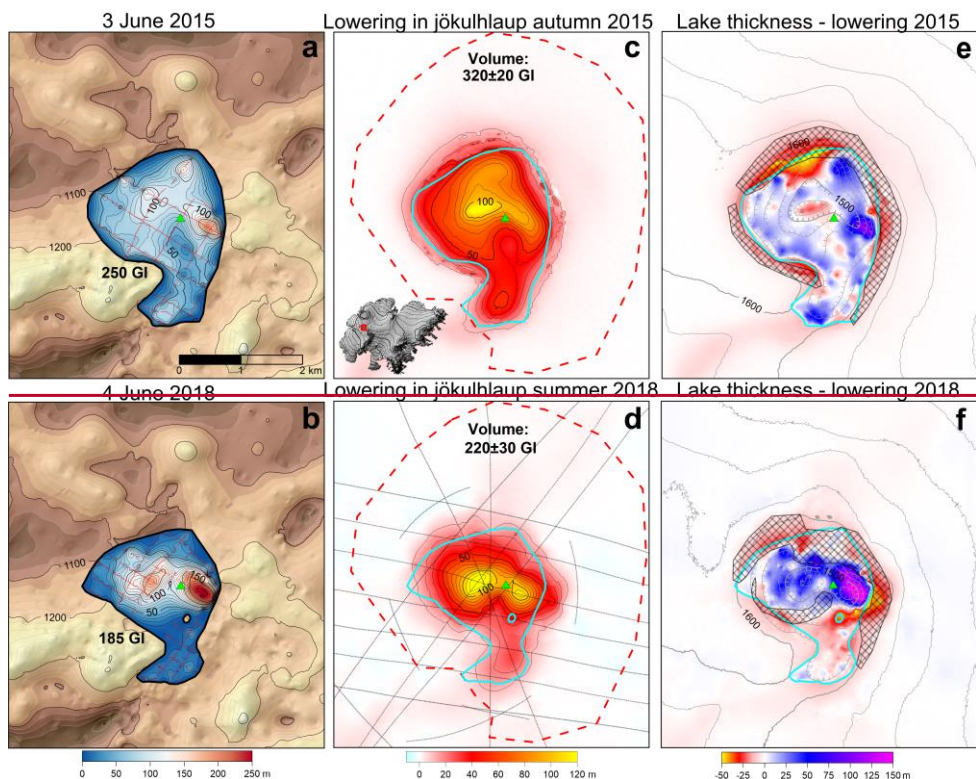 3 June 2015
Lowering in jökulhlaup autumn 2015
Lake thickness - lowering 2015
a
1100
100
100
1200
250 Gl
0 1 2 km
c
Volume:
320±20 Gl
100
50
e
1600
1500
1600
4 June 2018
Lowering in jökulhlaup summer 2018
Lake thickness - lowering 2018
b
150
100
50
1200
185 Gl
d
Volume:
220±30 Gl
50
100
f
1600
0 50 100 150 200 250 m
0 20 40 60 80 100 120 m
-50 -25 0 25 50 100 150 m